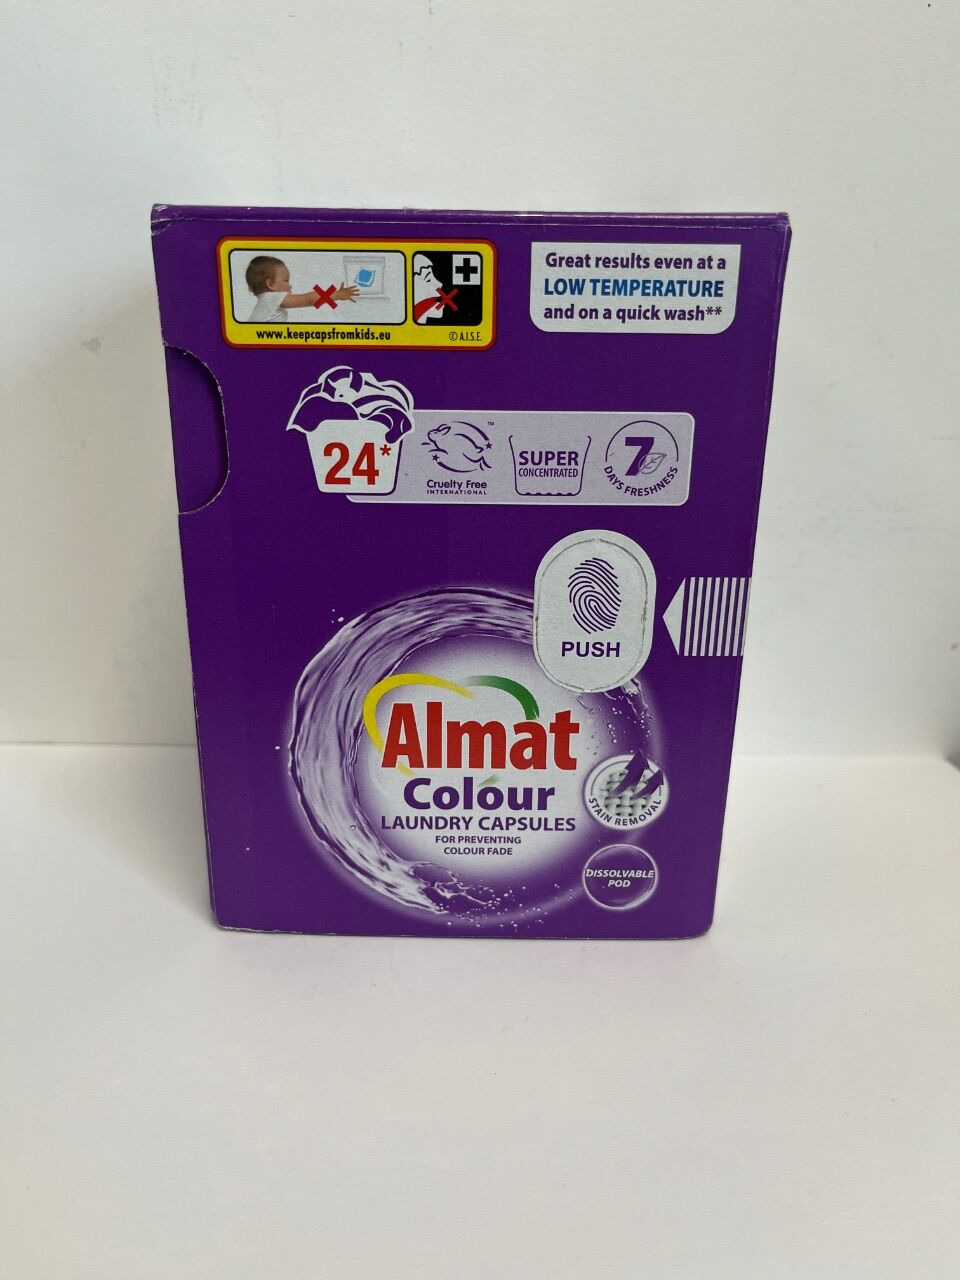 www.keepcapsfromkids.eu
© A.I.S.E.
Great results even at a
LOW TEMPERATURE
and on a quick wash**
24*
Cruelty Free
INTERNATIONAL
™
SUPER
CONCENTRATED
7
DAYS FRESHNESS
PUSH
Almat
Colour
LAUNDRY CAPSULES
FOR PREVENTING
COLOUR FADE
STAIN REMOVAL
DISSOLVABLE
POD